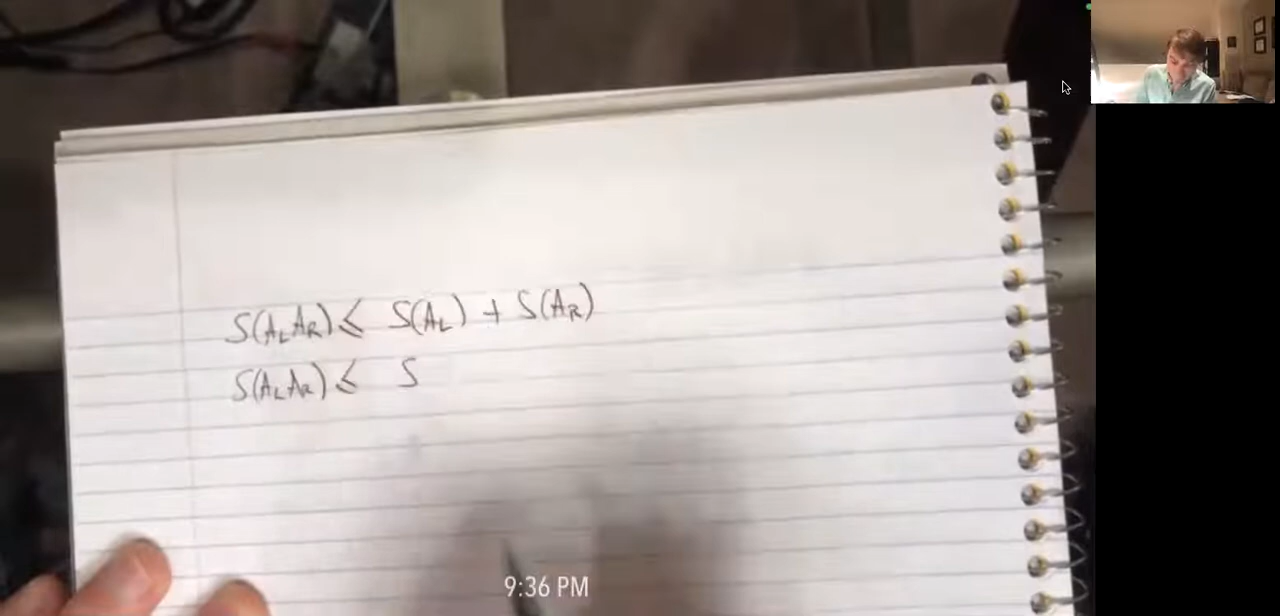 S(A_L A_R) ≤ S(A_L) + S(A_R)
S(A_L A_R) ≤ S
9:36 PM